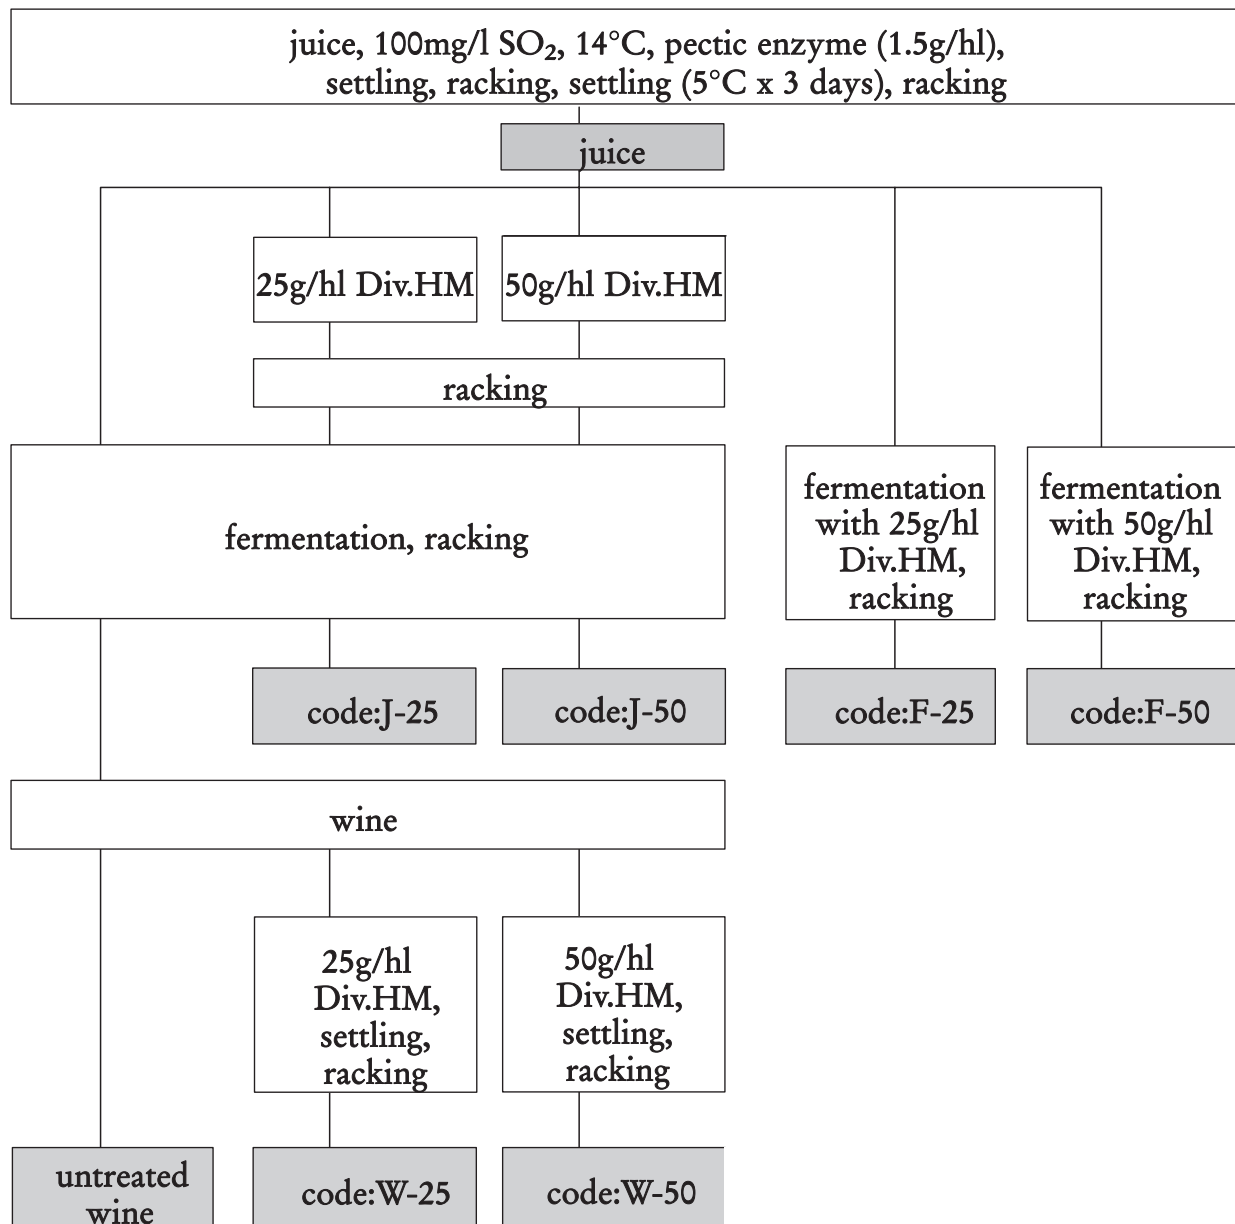 juice, 100mg/l SO₂, 14°C, pectic enzyme (1.5g/hl),
settling, racking, settling (5°C x 3 days), racking
juice
25g/hl Div.HM
50g/hl Div.HM
racking
fermentation, racking
fermentation
with 25g/hl
Div.HM,
racking
fermentation
with 50g/hl
Div.HM,
racking
code:J-25
code:J-50
code:F-25
code:F-50
wine
25g/hl
Div.HM,
settling,
racking
50g/hl
Div.HM,
settling,
racking
untreated
wine
code:W-25
code:W-50